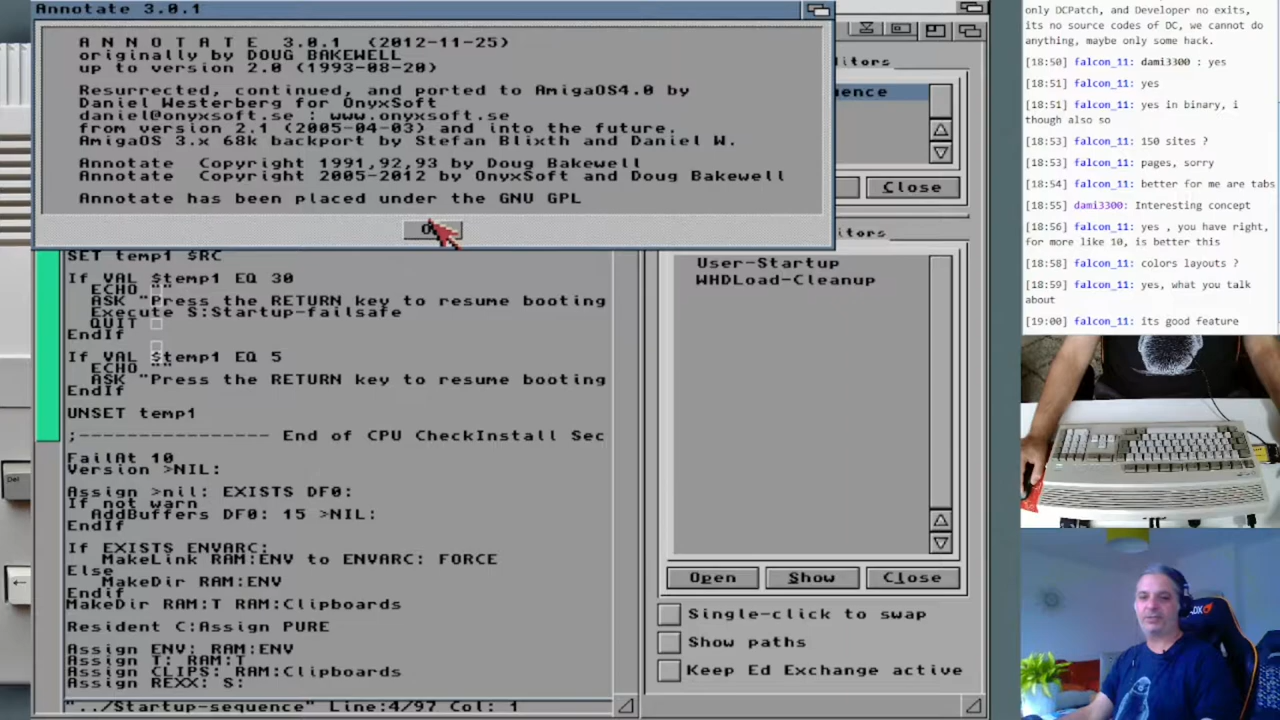 Annotate 3.0.1
A N N O T A T E 3.0.1 (2012-11-25)
originally by DOUG BAKEWELL
up to version 2.0 (1993-08-20)
Resurrected, continued, and ported to AmigaOS4.0 by
Daniel Westerberg for OnyxSoft
daniel@onyxsoft.se : www.onyxsoft.se
from version 2.1 (2005-04-03) and into the future.
AmigaOS 3.x 68k backport by Stefan Blixth and Daniel W.
Annotate Copyright 1991,92,93 by Doug Bakewell
Annotate Copyright 2005-2012 by OnyxSoft and Doug Bakewell
Annotate has been placed under the GNU GPL
SET temp1 $RC
If VAL $temp1 EQ 30
ECHO ""
ASK "Press the RETURN key to resume booting
Execute S:Startup-failsafe
QUIT
EndIf
If VAL $temp1 EQ 5
ECHO ""
ASK "Press the RETURN key to resume booting
EndIf
UNSET temp1
;---------------- End of CPU CheckInstall Sec
FailAt 10
Version >NIL:
Assign >nil: EXISTS DF0:
If not warn
AddBuffers DF0: 15 >NIL:
EndIf
If EXISTS ENVARC:
MakeLink RAM:ENV to ENVARC: FORCE
Else
MakeDir RAM:ENV
Endif
MakeDir RAM:T RAM:Clipboards
Resident C:Assign PURE
Assign ENV: RAM:ENV
Assign T: RAM:T
Assign CLIPS: RAM:Clipboards
Assign REXX: S:
"../Startup-sequence" Line:4/97 Col: 1
itors
uence
Close
itors
User-Startup
WHDLoad-Cleanup
Open Show Close
Single-click to swap
Show paths
Keep Ed Exchange active
only DCPatch, and Developer no exits,
its no source codes of DC, we cannot do
anything, maybe only some hack.
[18:50] falcon_11: dami3300 : yes
[18:51] falcon_11: yes
[18:51] falcon_11: yes in binary, i
though also so
[18:53] falcon_11: 150 sites ?
[18:53] falcon_11: pages, sorry
[18:54] falcon_11: better for me are tabs
[18:55] dami3300: Interesting concept
[18:56] falcon_11: yes , you have right,
for more like 10, is better this
[18:58] falcon_11: colors layouts ?
[18:59] falcon_11: yes, what you talk
about
[19:00] falcon_11: its good feature
Del